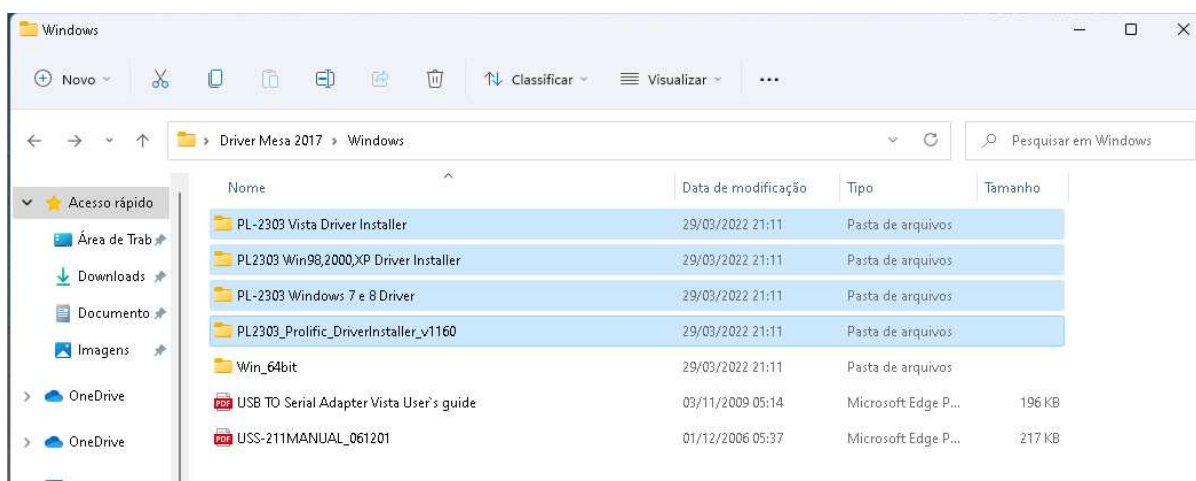 Windows
Novo
Classificar
Visualizar
Driver Mesa 2017 > Windows
Pesquisar em Windows
Acesso rápido
Área de Trab
Downloads
Documento
Imagens
OneDrive
OneDrive
Nome Data de modificação Tipo Tamanho
PL-2303 Vista Driver Installer 29/03/2022 21:11 Pasta de arquivos
PL2303 Win98,2000,XP Driver Installer 29/03/2022 21:11 Pasta de arquivos
PL-2303 Windows 7 e 8 Driver 29/03/2022 21:11 Pasta de arquivos
PL2303_Prolific_DriverInstaller_v1160 29/03/2022 21:11 Pasta de arquivos
Win_64bit 29/03/2022 21:11 Pasta de arquivos
PDF USB TO Serial Adapter Vista User`s guide 03/11/2009 05:14 Microsoft Edge P... 196 KB
PDF USS-211MANUAL_061201 01/12/2006 05:37 Microsoft Edge P... 217 KB